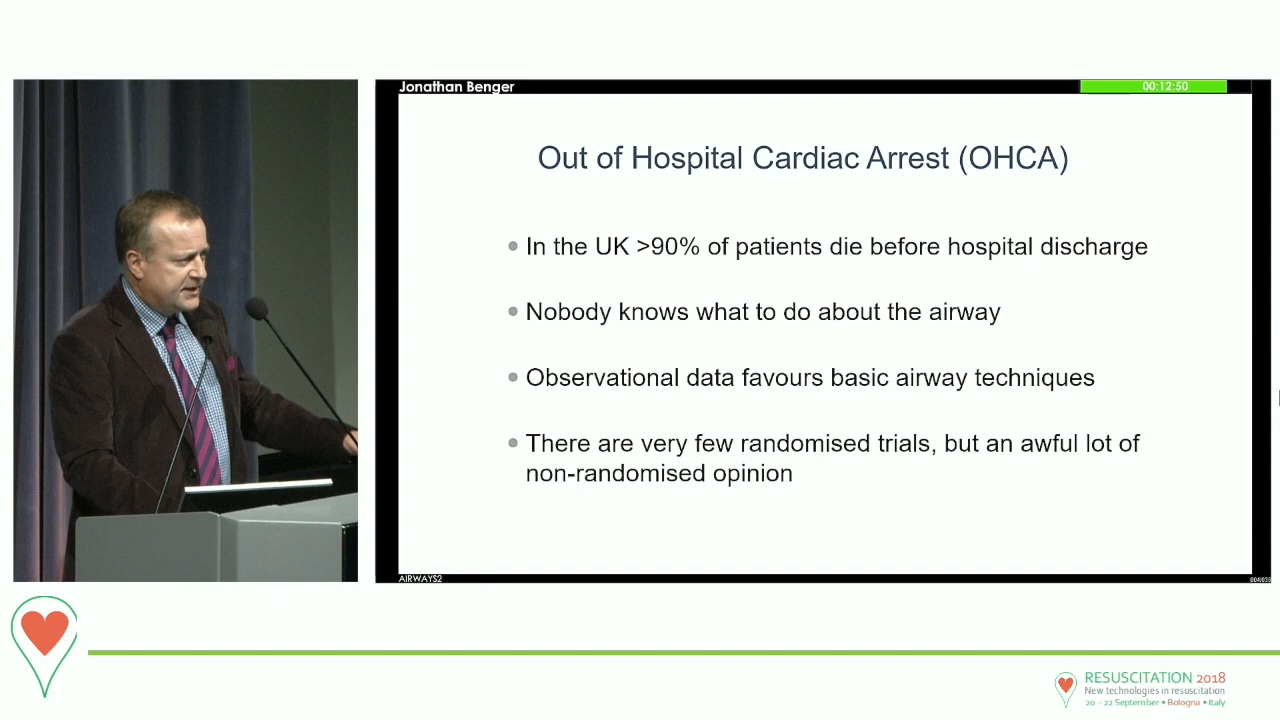 Jonathan Benger
00:12:50
Out of Hospital Cardiac Arrest (OHCA)
In the UK >90% of patients die before hospital discharge
Nobody knows what to do about the airway
Observational data favours basic airway techniques
There are very few randomised trials, but an awful lot of
non-randomised opinion
AIRWAYS2
RESUSCITATION 2018
New technologies in resuscitation
20 - 22 September • Bologna • Italy